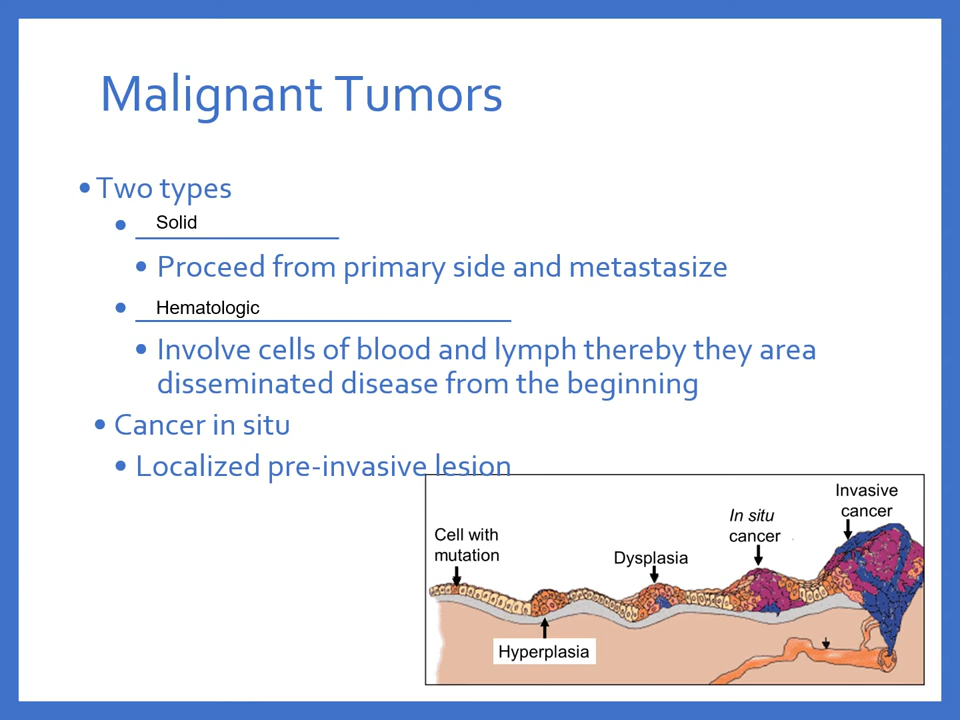 Malignant Tumors
• Two types
• Solid
• Proceed from primary side and metastasize
• Hematologic
• Involve cells of blood and lymph thereby they area
disseminated disease from the beginning
• Cancer in situ
• Localized pre-invasive lesion
Invasive
cancer
In situ
cancer
Cell with
mutation
Dysplasia
Hyperplasia